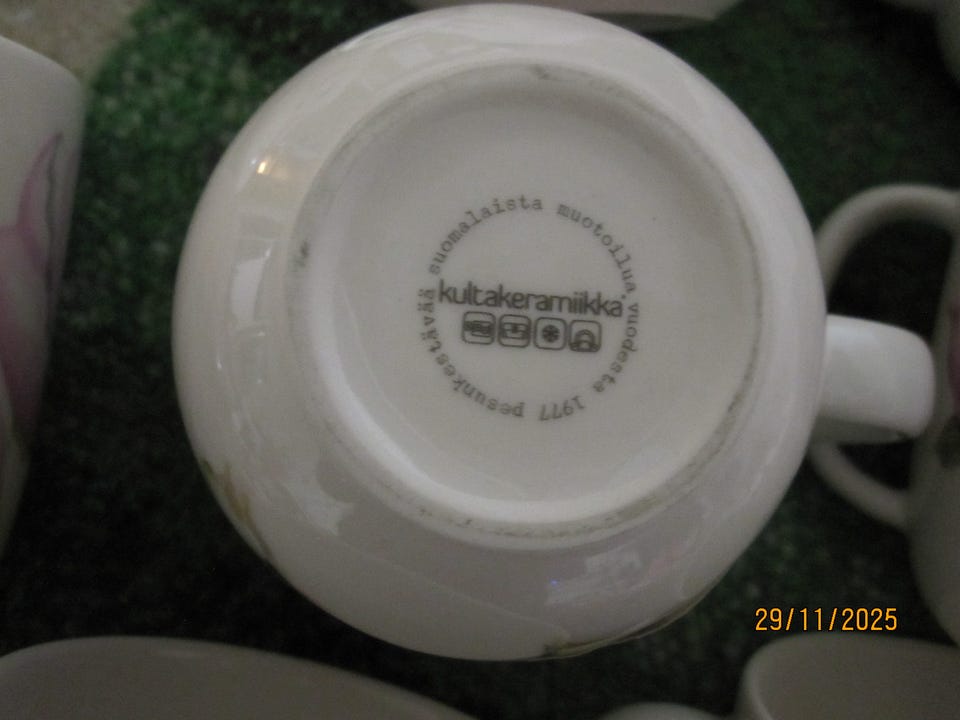 pesunkestävää suomalaista muotoilua vuodesta 1977
kultakeramiikka
29/11/2025